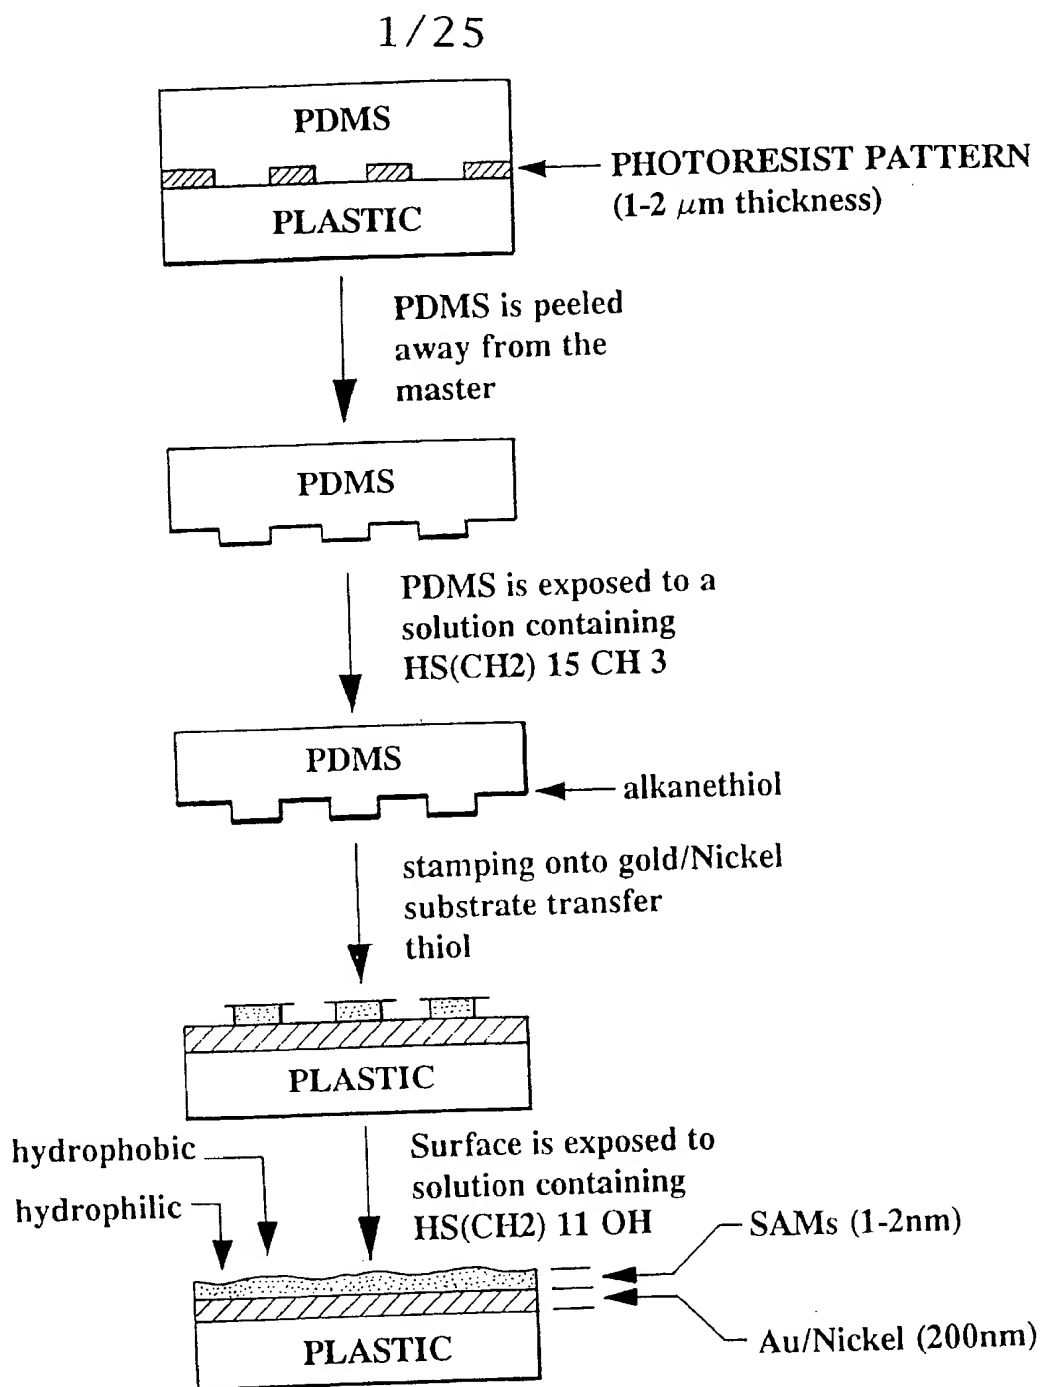 1/25
PDMS
PHOTORESIST PATTERN
(1-2 μm thickness)
PLASTIC
PDMS is peeled
away from the
master
PDMS
PDMS is exposed to a
solution containing
HS(CH2) 15 CH 3
PDMS
alkanethiol
stamping onto gold/Nickel
substrate transfer
thiol
PLASTIC
hydrophobic
hydrophilic
Surface is exposed to
solution containing
HS(CH2) 11 OH
SAMs (1-2nm)
Au/Nickel (200nm)
PLASTIC